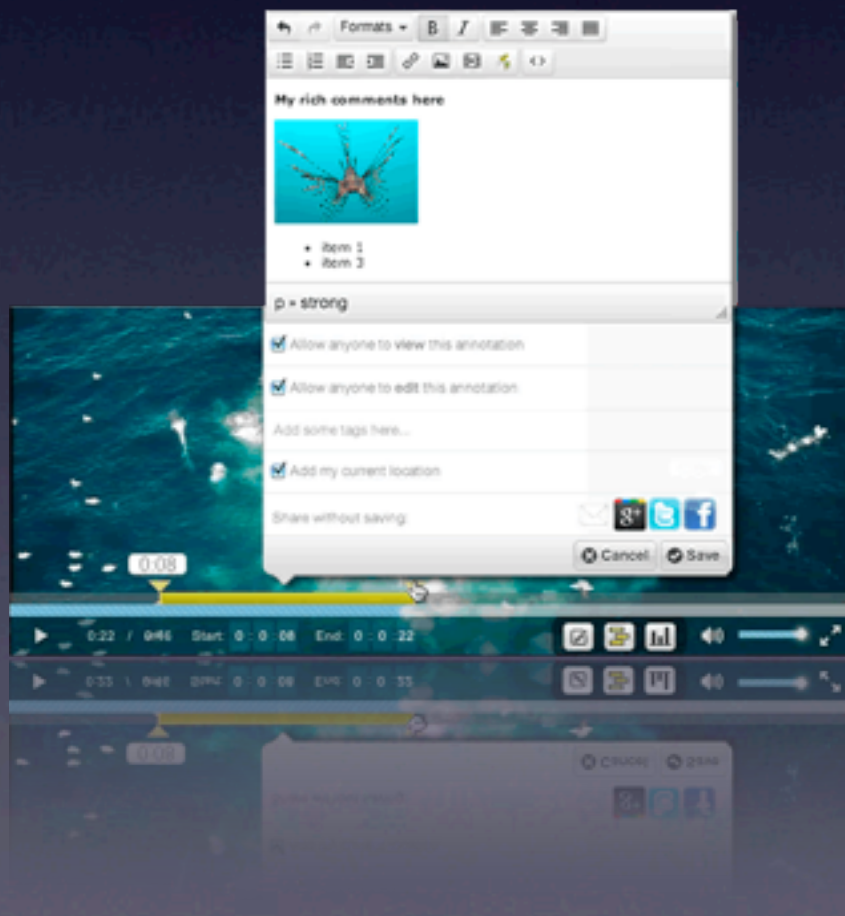 Formats
B I
My rich comments here
item 1
item 3
p » strong
Allow anyone to view this annotation
Allow anyone to edit this annotation
Add some tags here...
Add my current location
Share without saving:
g+
Cancel Save
0:08
0:22 / 0:46 Start: 0 : 0 : 08 End: 0 : 0 : 22